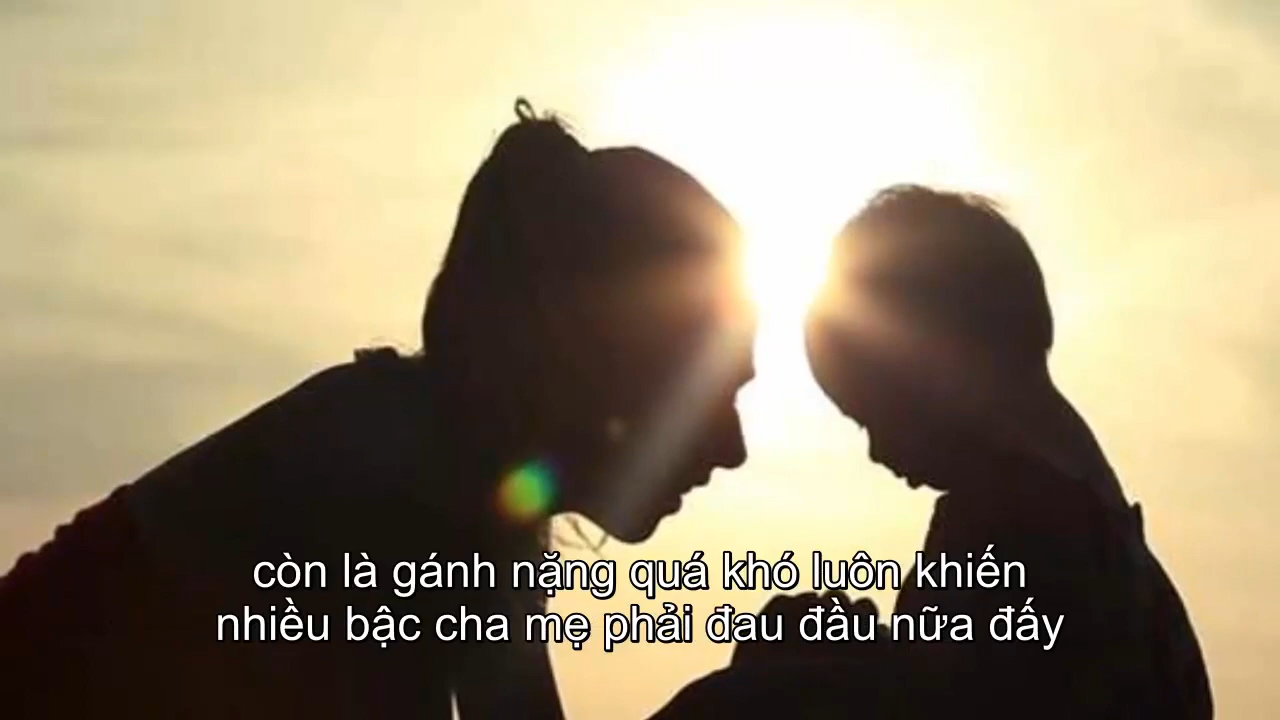 còn là gánh nặng quá khó luôn khiến
nhiều bậc cha mẹ phải đau đầu nữa đấy